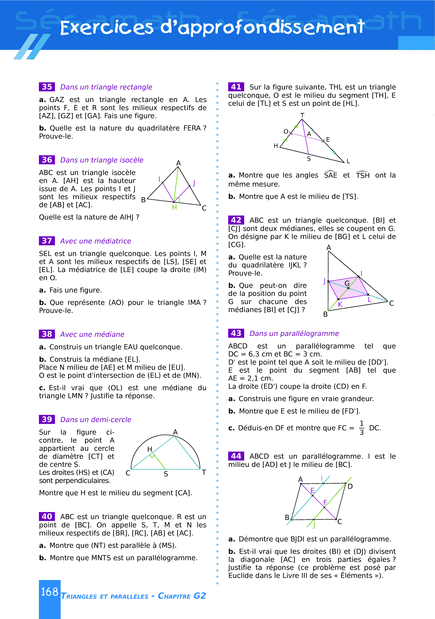 Exercices d'approfondissement
35 Dans un triangle rectangle
a. GAZ est un triangle rectangle en A. Les
points F, E et R sont les milieux respectifs de
[AZ], [GZ] et [GA]. Fais une figure.
b. Quelle est la nature du quadrilatère FERA ?
Prouve-le.
36 Dans un triangle isocèle
ABC est un triangle isocèle
en A. [AH] est la hauteur
issue de A. Les points I et J
sont les milieux respectifs
de [AB] et [AC].
Quelle est la nature de AIHJ ?
A
I
J
B
H
C
37 Avec une médiatrice
SEL est un triangle quelconque. Les points I, M
et A sont les milieux respectifs de [LS], [SE] et
[EL]. La médiatrice de [LE] coupe la droite (IM)
en O.
a. Fais une figure.
b. Que représente (AO) pour le triangle IMA ?
Prouve-le.
38 Avec une médiane
a. Construis un triangle EAU quelconque.
b. Construis la médiane [EL].
Place N milieu de [AE] et M milieu de [EU].
O est le point d'intersection de (EL) et de (MN).
c. Est-il vrai que (OL) est une médiane du
triangle LMN ? Justifie ta réponse.
39 Dans un demi-cercle
Sur la figure ci-
contre, le point A
appartient au cercle
de diamètre [CT] et
de centre S.
Les droites (HS) et (CA)
sont perpendiculaires.
Montre que H est le milieu du segment [CA].
A
H
C
S
T
40 ABC est un triangle quelconque. R est un
point de [BC]. On appelle S, T, M et N les
milieux respectifs de [BR], [RC], [AB] et [AC].
a. Montre que (NT) est parallèle à (MS).
b. Montre que MNTS est un parallélogramme.
41 Sur la figure suivante, THL est un triangle
quelconque, O est le milieu du segment [TH], E
celui de [TL] et S est un point de [HL].
T
O
A
E
H
S
L
a. Montre que les angles SAE et TSH ont la
même mesure.
b. Montre que A est le milieu de [TS].
42 ABC est un triangle quelconque. [BI] et
[CJ] sont deux médianes, elles se coupent en G.
On désigne par K le milieu de [BG] et L celui de
[CG].
a. Quelle est la nature
du quadrilatère IJKL ?
Prouve-le.
b. Que peut-on dire
de la position du point
G sur chacune des
médianes [BI] et [CJ] ?
A
J
I
G
K
L
C
B
43 Dans un parallélogramme
ABCD est un parallélogramme tel que
DC = 6,3 cm et BC = 3 cm.
D' est le point tel que A soit le milieu de [DD'].
E est le point du segment [AB] tel que
AE = 2,1 cm.
La droite (ED') coupe la droite (CD) en F.
a. Construis une figure en vraie grandeur.
b. Montre que E est le milieu de [FD'].
c. Déduis-en DF et montre que FC = 1/3 DC.
44 ABCD est un parallélogramme. I est le
milieu de [AD] et J le milieu de [BC].
A
I
D
E
F
B
J
C
a. Démontre que BJDI est un parallélogramme.
b. Est-il vrai que les droites (BI) et (DJ) divisent
la diagonale [AC] en trois parties égales ?
Justifie ta réponse (ce problème est posé par
Euclide dans le Livre III de ses « Éléments »).
168 Triangles et parallèles - Chapitre G2